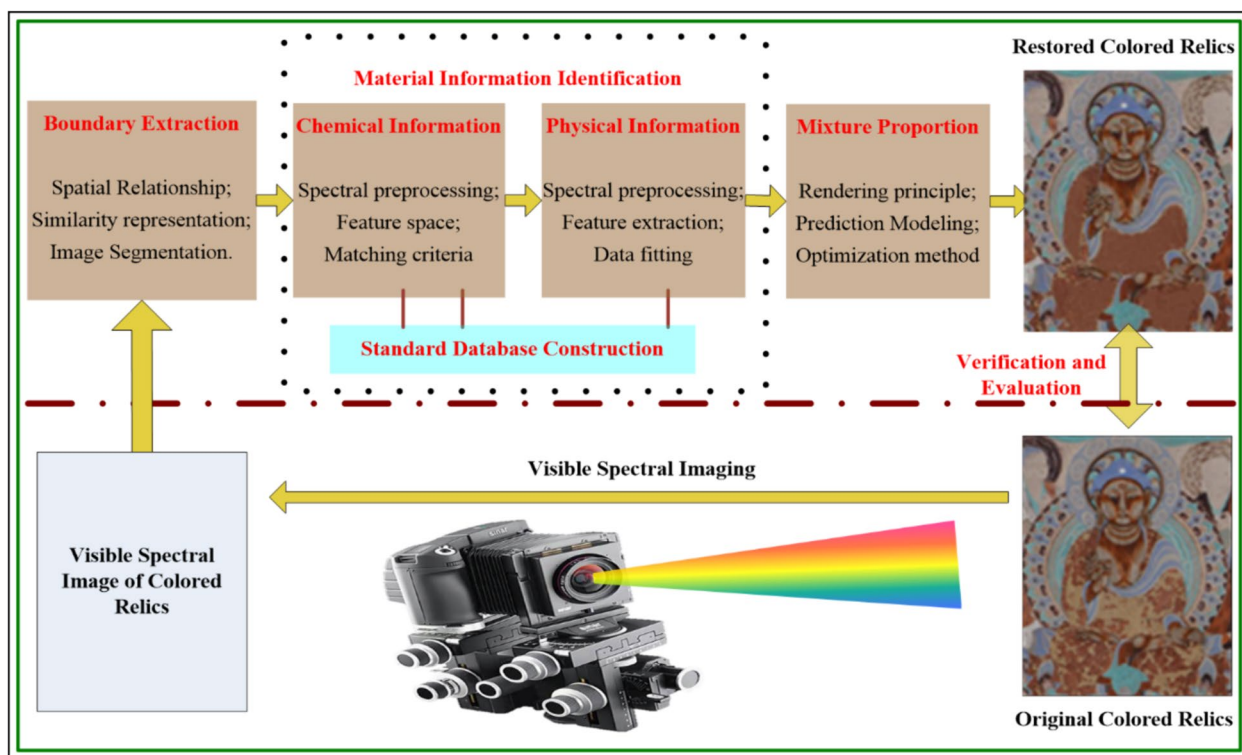 Restored Colored Relics
Material Information Identification
Boundary Extraction
Spatial Relationship;
Similarity representation;
Image Segmentation.
Chemical Information
Spectral preprocessing;
Feature space;
Matching criteria
Physical Information
Spectral preprocessing;
Feature extraction;
Data fitting
Mixture Proportion
Rendering principle;
Prediction Modeling;
Optimization method
Standard Database Construction
Verification and
Evaluation
Visible Spectral Imaging
Visible Spectral
Image of Colored
Relics
Original Colored Relics